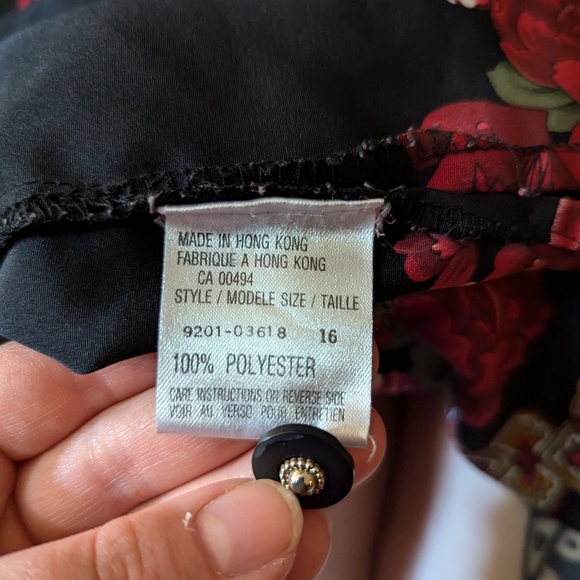 MADE IN HONG KONG
FABRIQUE A HONG KONG
CA 00494
STYLE / MODELE SIZE / TAILLE
9201-03618 16
100% POLYESTER
CARE INSTRUCTIONS ON REVERSE SIDE
VOIR AU VERSO POUR ENTRETIEN